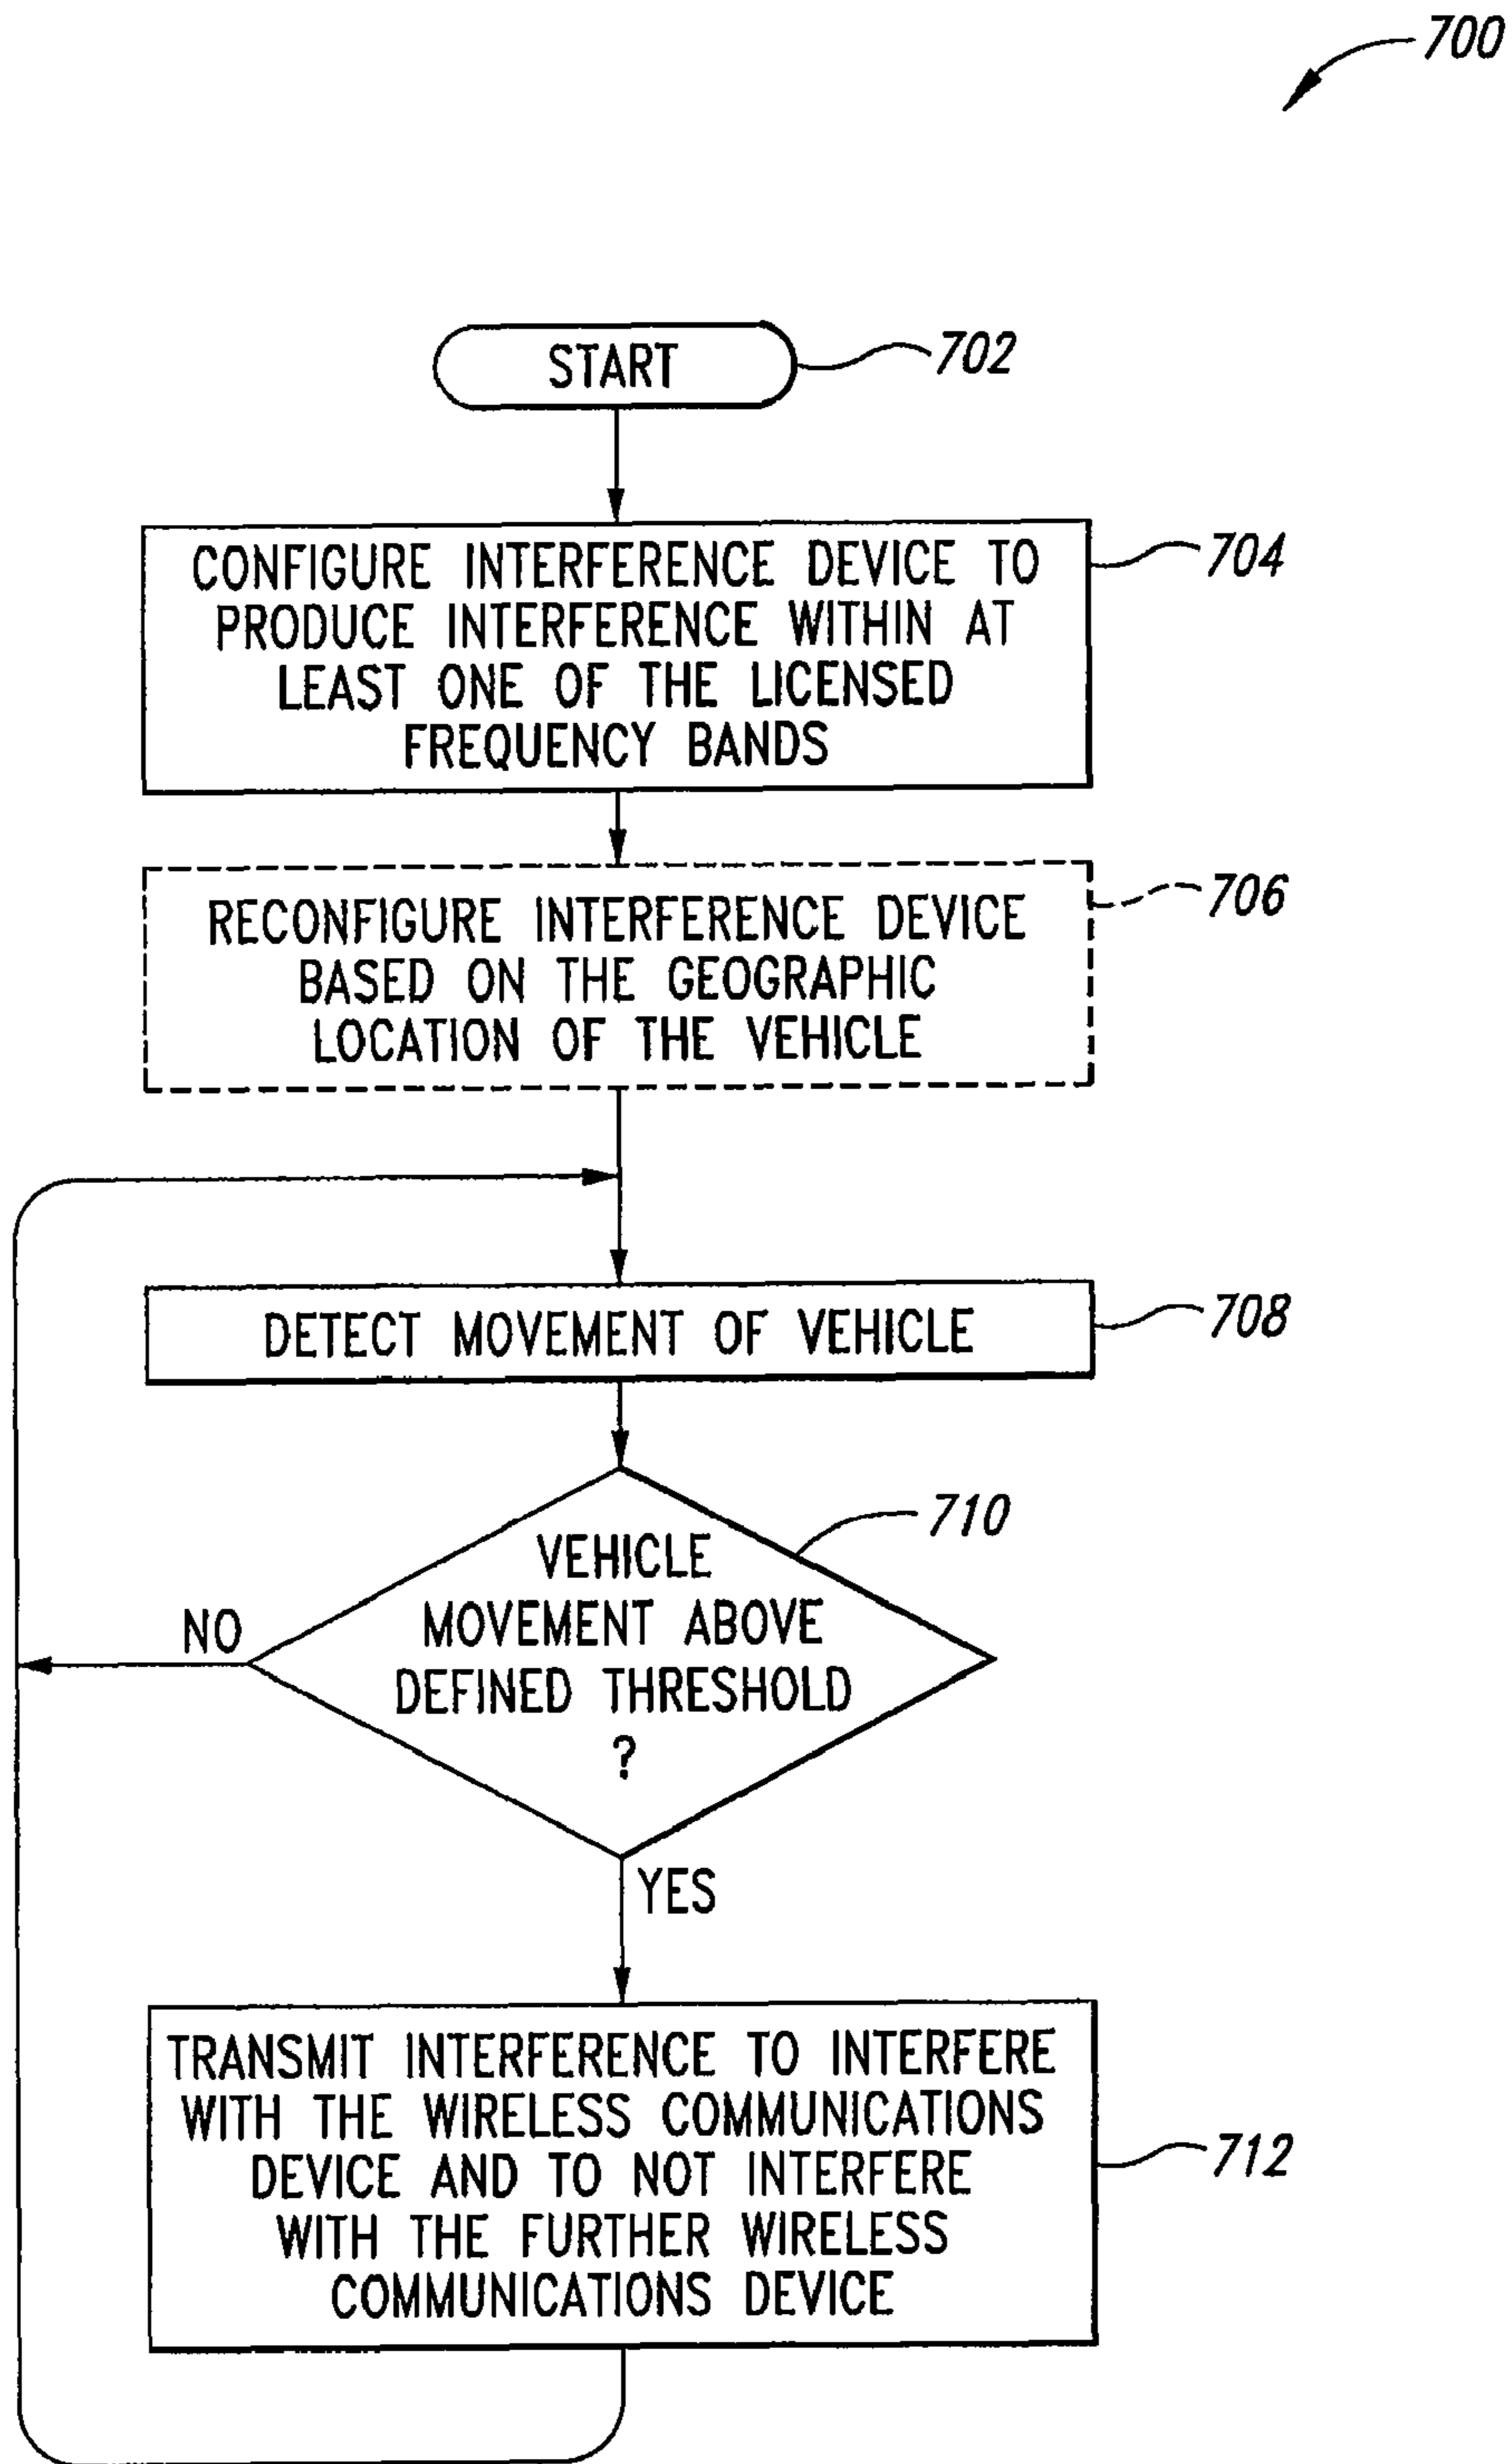 700
START
702
CONFIGURE INTERFERENCE DEVICE TO
PRODUCE INTERFERENCE WITHIN AT
LEAST ONE OF THE LICENSED
FREQUENCY BANDS
704
RECONFIGURE INTERFERENCE DEVICE
BASED ON THE GEOGRAPHIC
LOCATION OF THE VEHICLE
706
DETECT MOVEMENT OF VEHICLE
708
VEHICLE
MOVEMENT ABOVE
DEFINED THRESHOLD
?
710
NO
YES
TRANSMIT INTERFERENCE TO INTERFERE
WITH THE WIRELESS COMMUNICATIONS
DEVICE AND TO NOT INTERFERE
WITH THE FURTHER WIRELESS
COMMUNICATIONS DEVICE
712